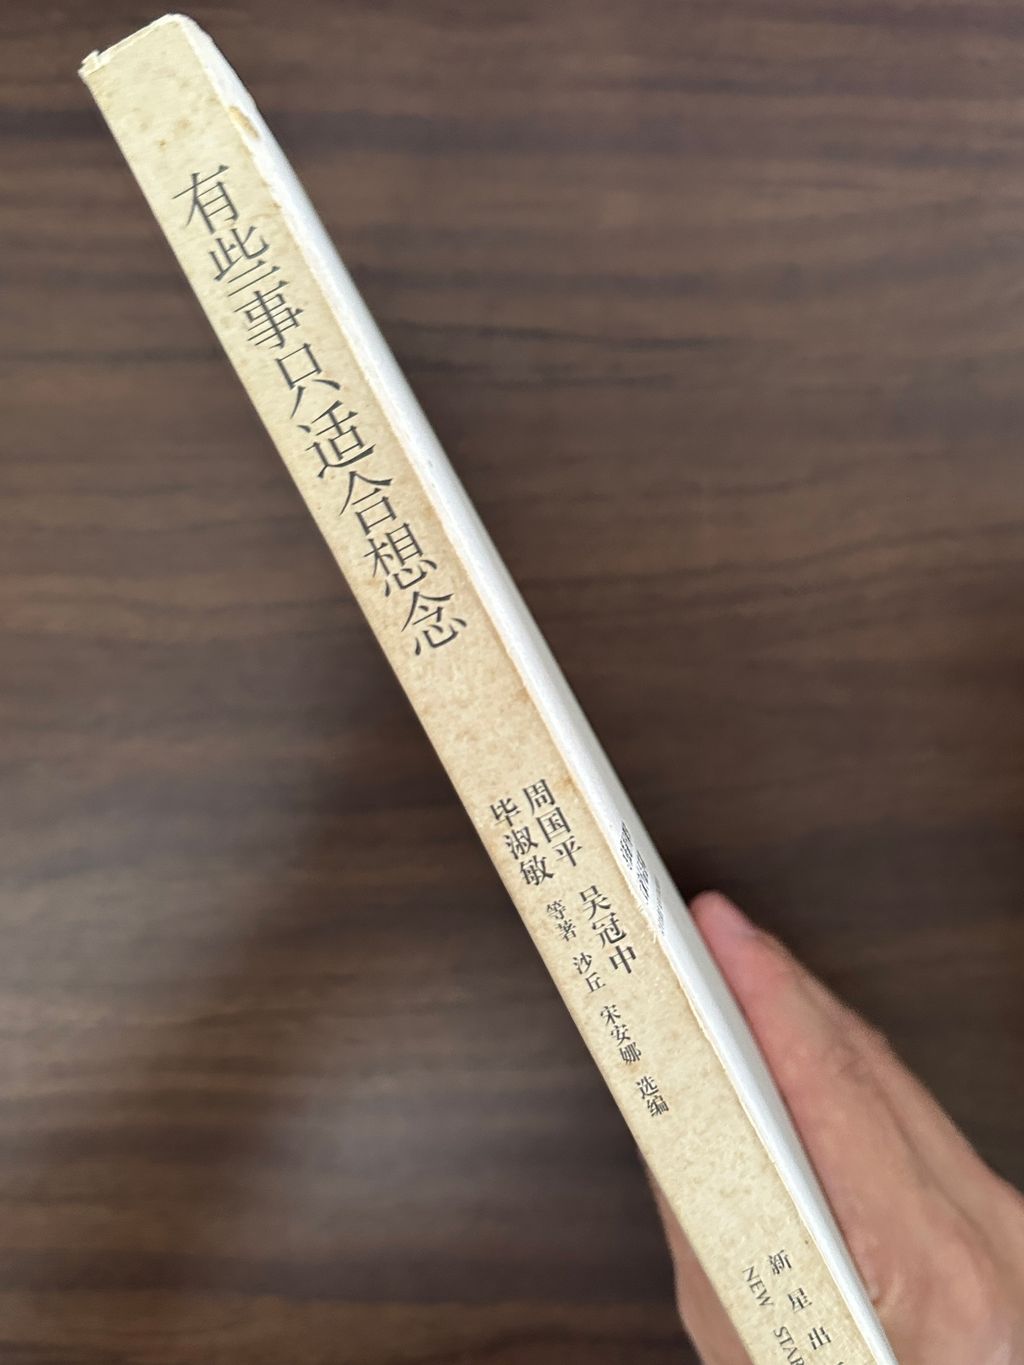 有些事只适合想念
周国平 吴冠中
毕淑敏 等著 沙丘 宋安娜 选编
新星出
NEW STAR